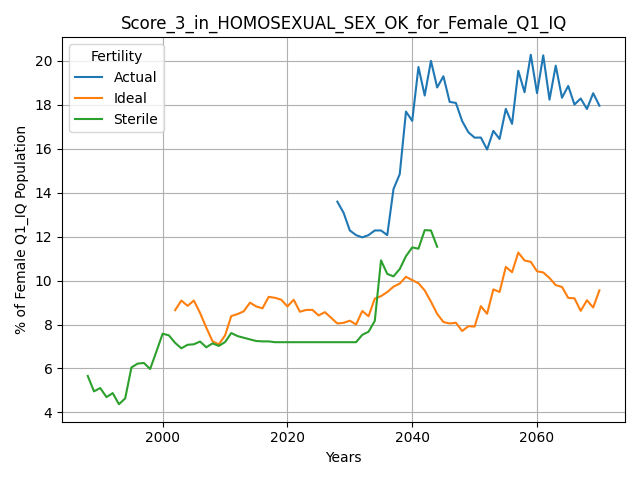 Score_3_in_HOMOSEXUAL_SEX_OK_for_Female_Q1_IQ
Fertility
Actual
Ideal
Sterile
% of Female Q1_IQ Population
20
18
16
14
12
10
8
6
4
2000
2020
2040
2060
Years